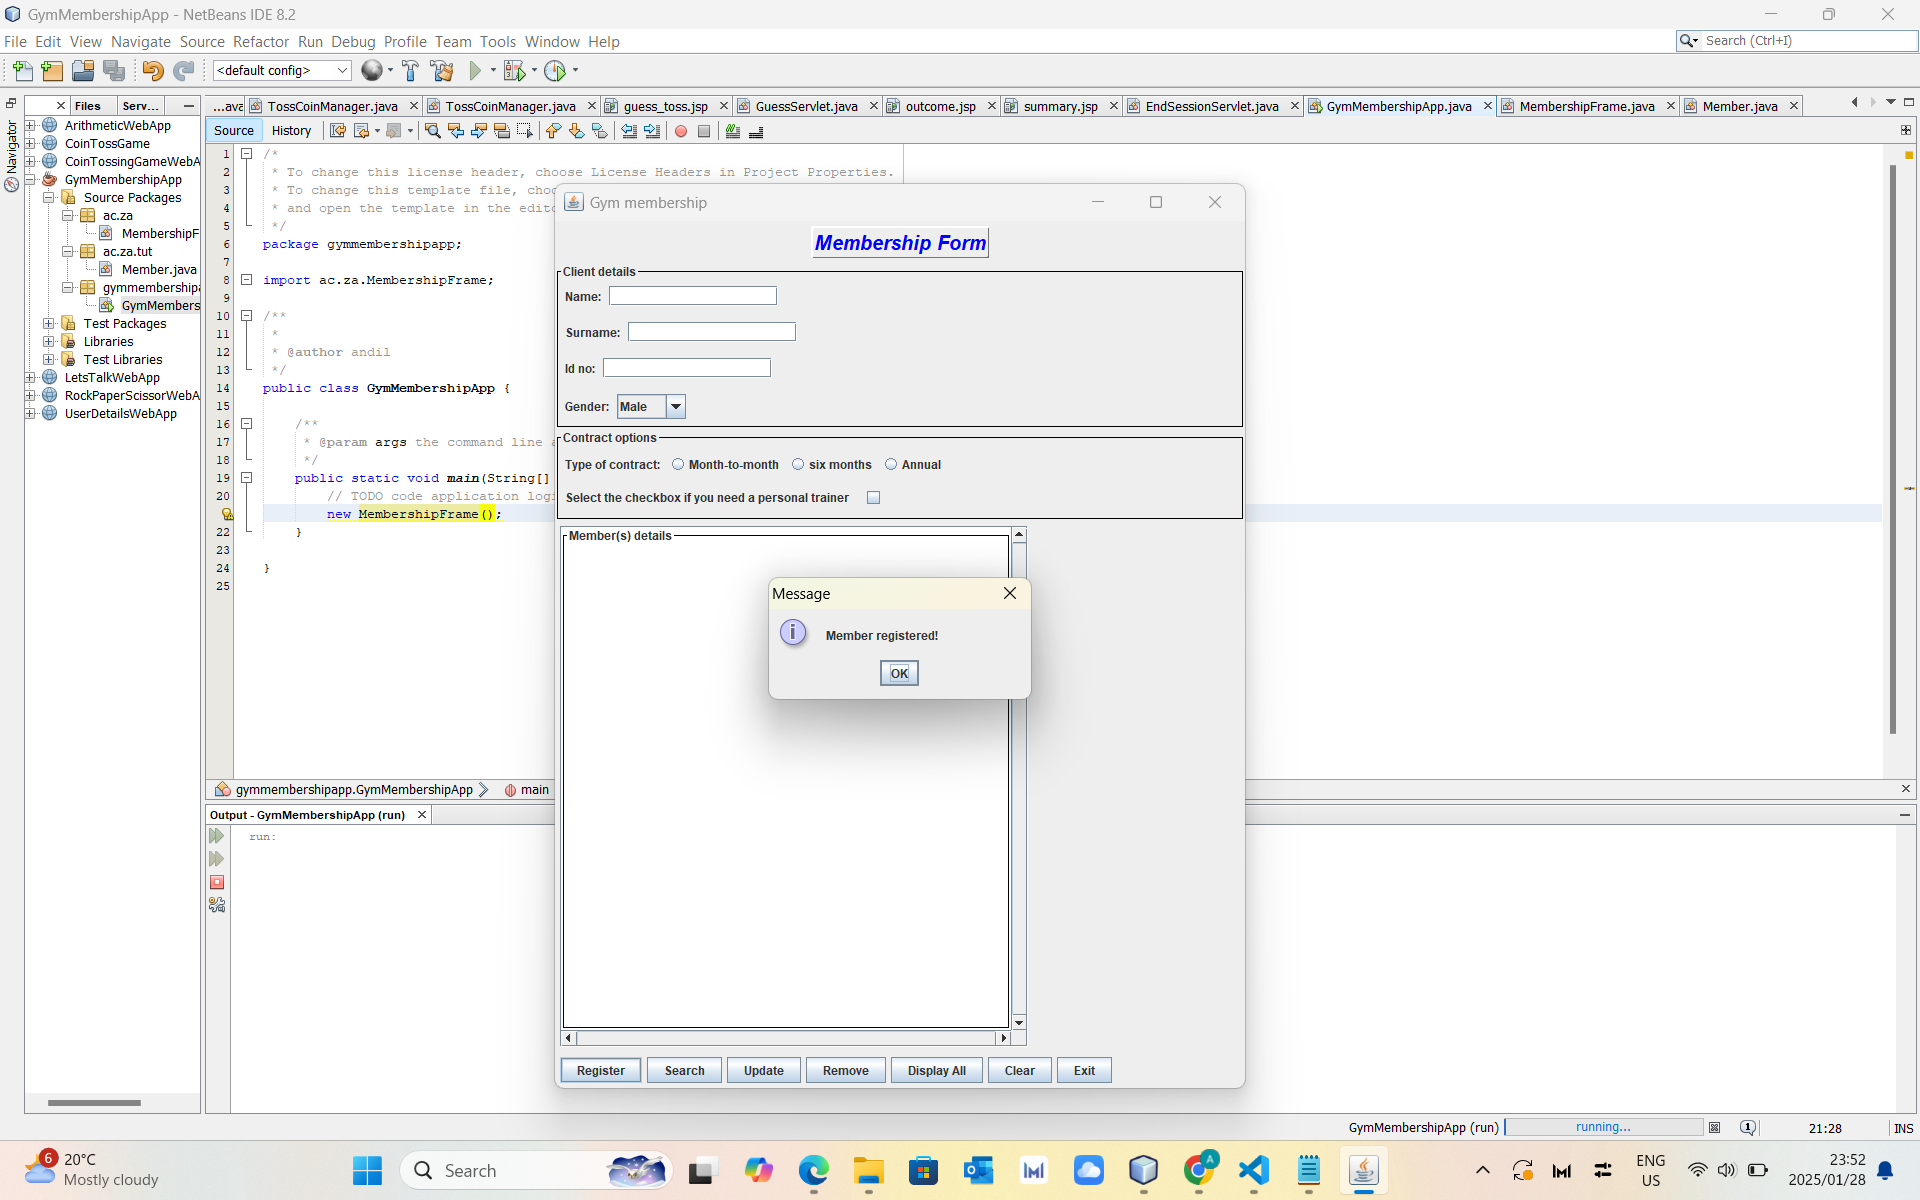 GymMembershipApp - NetBeans IDE 8.2
File Edit View Navigate Source Refactor Run Debug Profile Team Tools Window Help
Search (Ctrl+I)
<default config>
Files
Serv...
...ava
TossCoinManager.java
TossCoinManager.java
guess_toss.jsp
GuessServlet.java
outcome.jsp
summary.jsp
EndSessionServlet.java
GymMembershipApp.java
MembershipFrame.java
Member.java
Navigator
Source
History
ArithmeticWebApp
CoinTossGame
CoinTossingGameWebA
GymMembershipApp
Source Packages
ac.za
MembershipF
ac.za.tut
Member.java
gymmembership
GymMembers
Test Packages
Libraries
Test Libraries
LetsTalkWebApp
RockPaperScissorWebA
UserDetailsWebApp
1 /*
2 * To change this license header, choose License Headers in Project Properties.
3 * To change this template file, choo
4 * and open the template in the edito
5 */
6 package gymmembershipapp;
7
8 import ac.za.MembershipFrame;
9
10 /**
11 *
12 * @author andil
13 */
14 public class GymMembershipApp {
15
16 /**
17 * @param args the command line a
18 */
19 public static void main(String[]
20 // TODO code application logi
new MembershipFrame();
22 }
23
24 }
25
Gym membership
Membership Form
Client details
Name:
Surname:
Id no:
Gender: Male
Contract options
Type of contract: Month-to-month six months Annual
Select the checkbox if you need a personal trainer
Member(s) details
Message
Member registered!
OK
Register Search Update Remove Display All Clear Exit
gymmembershipapp.GymMembershipApp main
Output - GymMembershipApp (run)
run:
GymMembershipApp (run)
running...
1
21:28
INS
6
20°C
Mostly cloudy
Search
A
ENG
US
23:52
2025/01/28